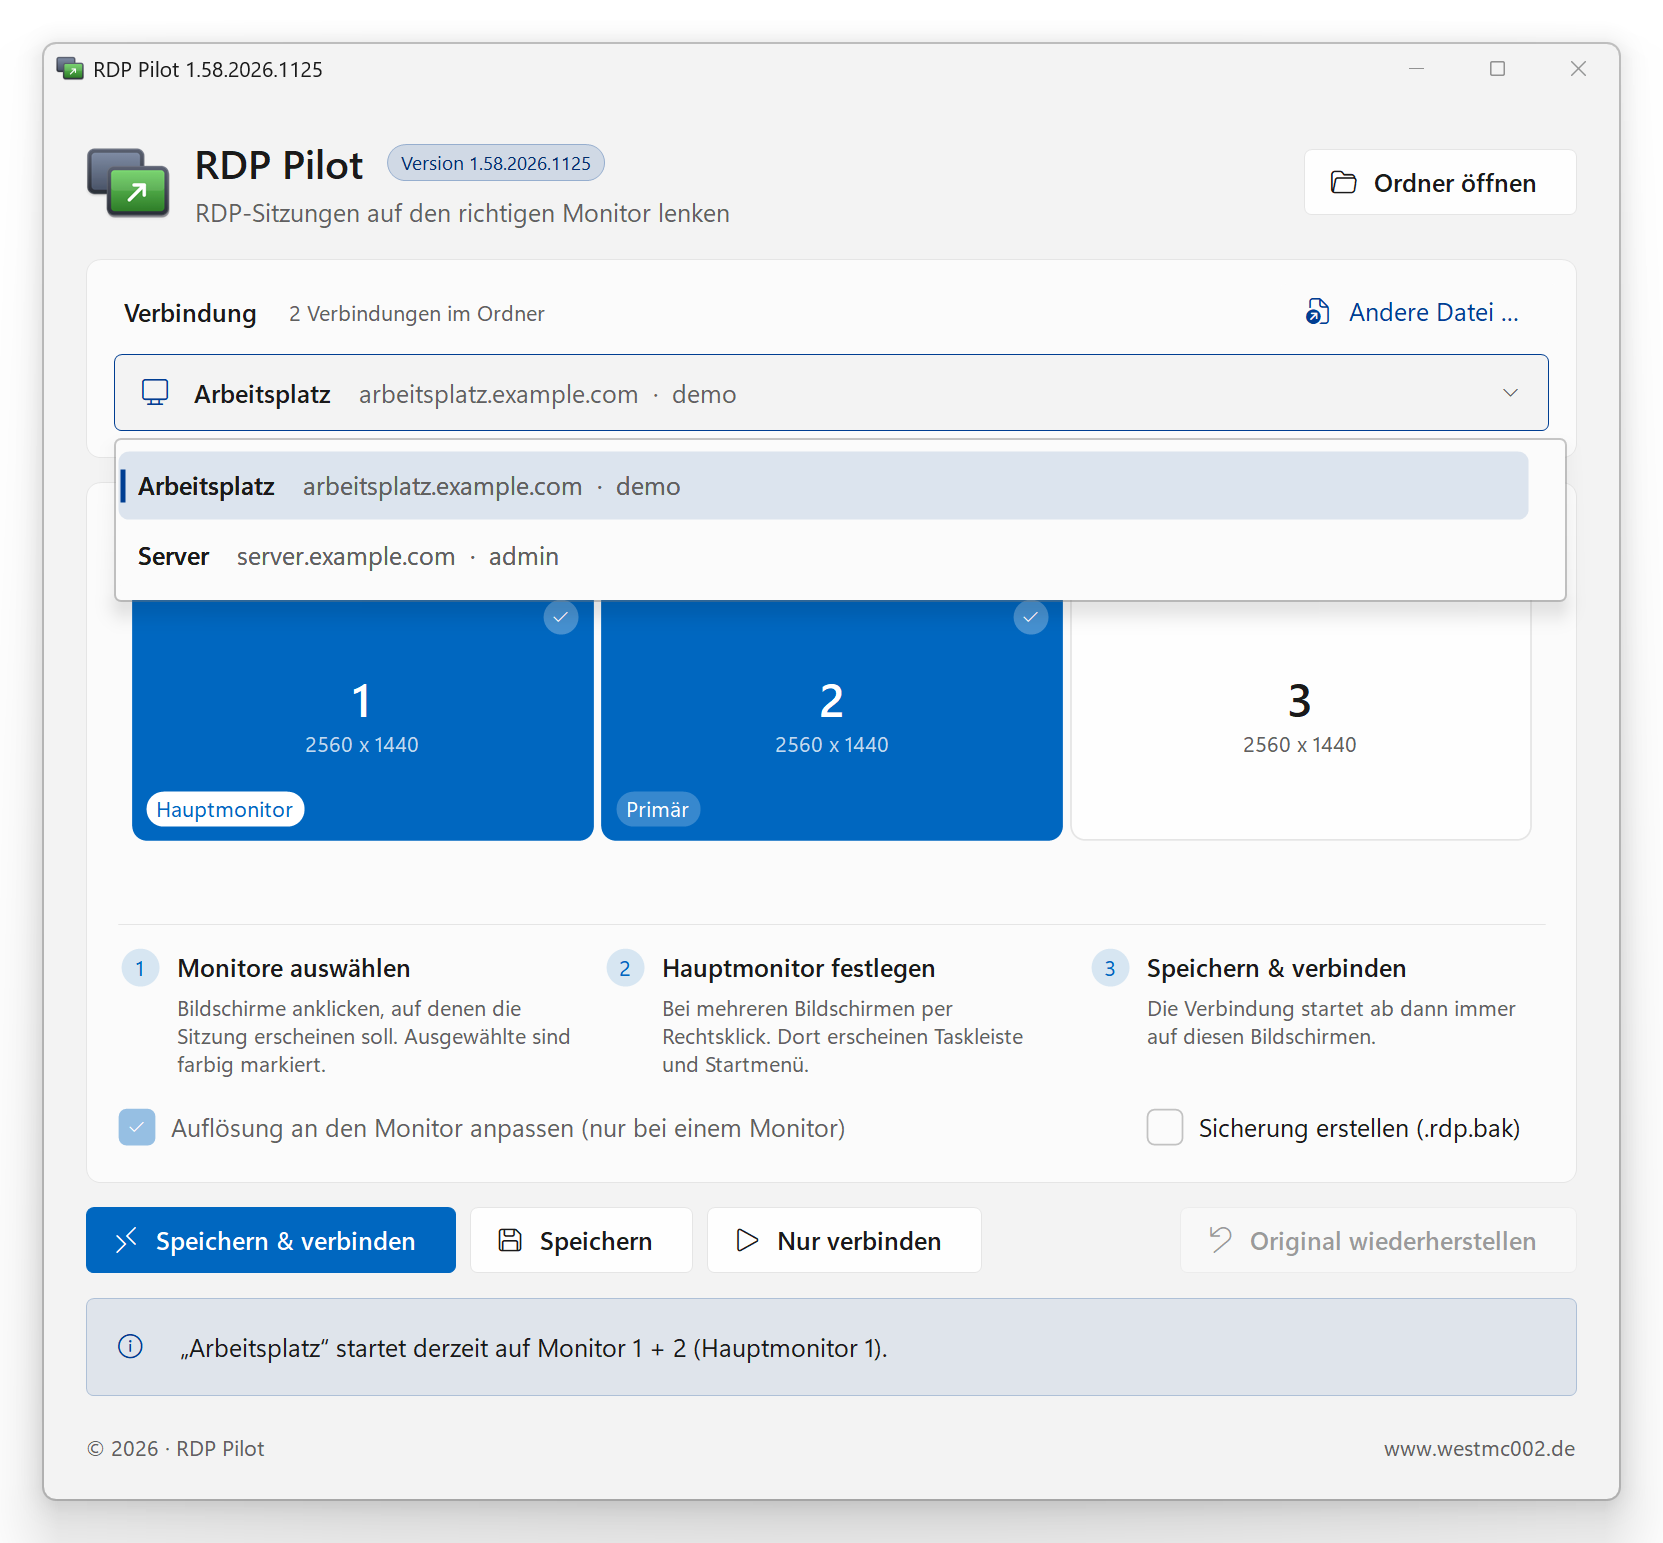 RDP Pilot 1.58.2026.1125
RDP Pilot
Version 1.58.2026.1125
RDP-Sitzungen auf den richtigen Monitor lenken
Ordner öffnen
Verbindung
2 Verbindungen im Ordner
Andere Datei ...
Arbeitsplatz arbeitsplatz.example.com · demo
Arbeitsplatz arbeitsplatz.example.com · demo
Server server.example.com · admin
1
2560 x 1440
Hauptmonitor
2
2560 x 1440
Primär
3
2560 x 1440
1 Monitore auswählen
Bildschirme anklicken, auf denen die
Sitzung erscheinen soll. Ausgewählte sind
farbig markiert.
2 Hauptmonitor festlegen
Bei mehreren Bildschirmen per
Rechtsklick. Dort erscheinen Taskleiste
und Startmenü.
3 Speichern & verbinden
Die Verbindung startet ab dann immer
auf diesen Bildschirmen.
Auflösung an den Monitor anpassen (nur bei einem Monitor)
Sicherung erstellen (.rdp.bak)
Speichern & verbinden
Speichern
Nur verbinden
Original wiederherstellen
„Arbeitsplatz“ startet derzeit auf Monitor 1 + 2 (Hauptmonitor 1).
© 2026 · RDP Pilot
www.westmc002.de